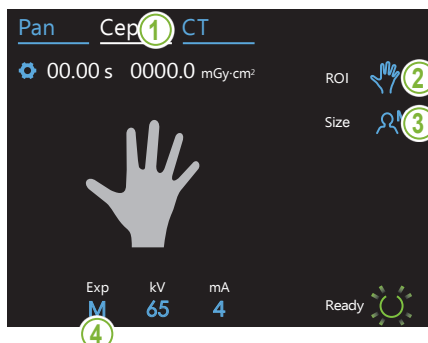 Pan Cep 1 CT
00.00 s 0000.0 mGy·cm²
ROI 2
Size 3
Exp kV mA
M 65 4
Ready
4